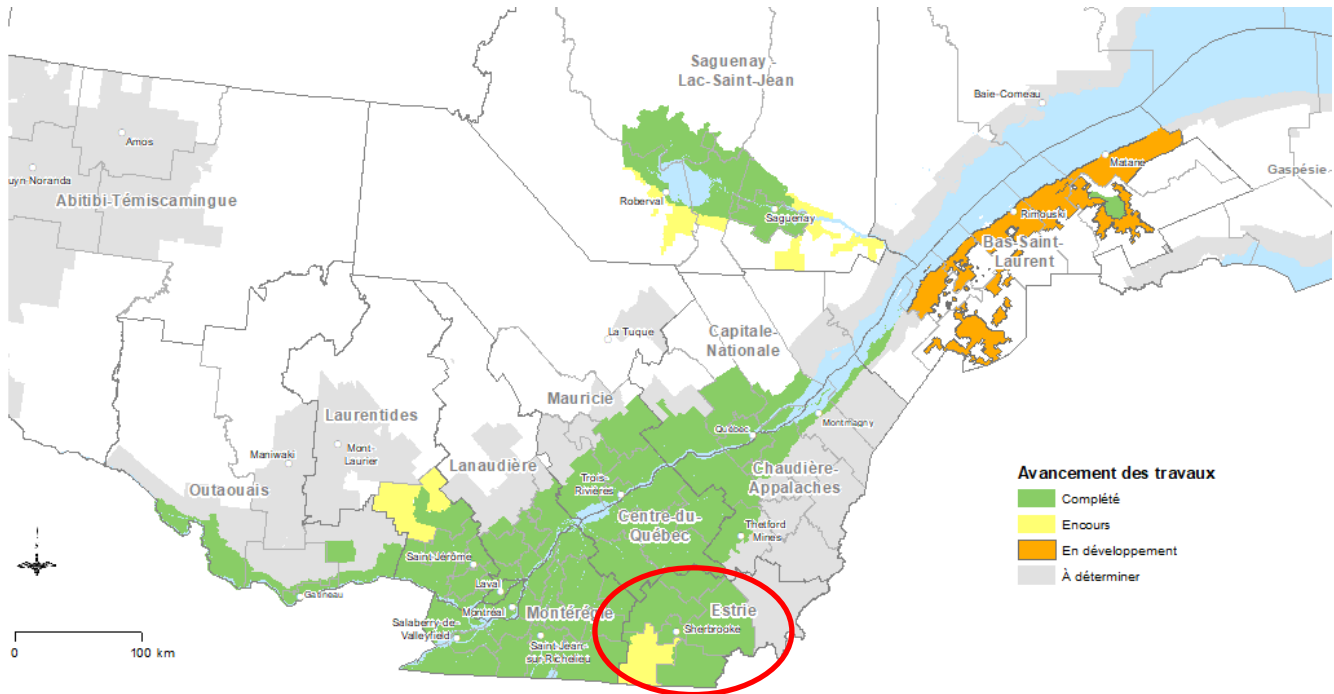 Saguenay
Lac-Saint-Jean
Baie-Comeau
Amos
Matane
uyn-Noranda
Gaspésie
Abitibi-Témiscamingue
Roberval
Saguenay
Rimouski
Bas-Saint-
Laurent
La Tuque
Capitale-
Nationale
Mauricie
Laurentides
Québec
Montmagny
Maniwaki
Mont-
Laurier
Lanaudière
Chaudière-
Appalaches
Outaouais
Trois-
Rivières
Centre-du-
Québec
Thetford
Mines
Saint-Jérôme
Gatineau
Laval
Montréal
Montérégie
Estrie
Sherbrooke
Salaberry-de-
Valleyfield
Saint-Jean-
sur-Richelieu
0
100 km
Avancement des travaux
Complété
Encours
En développement
À déterminer